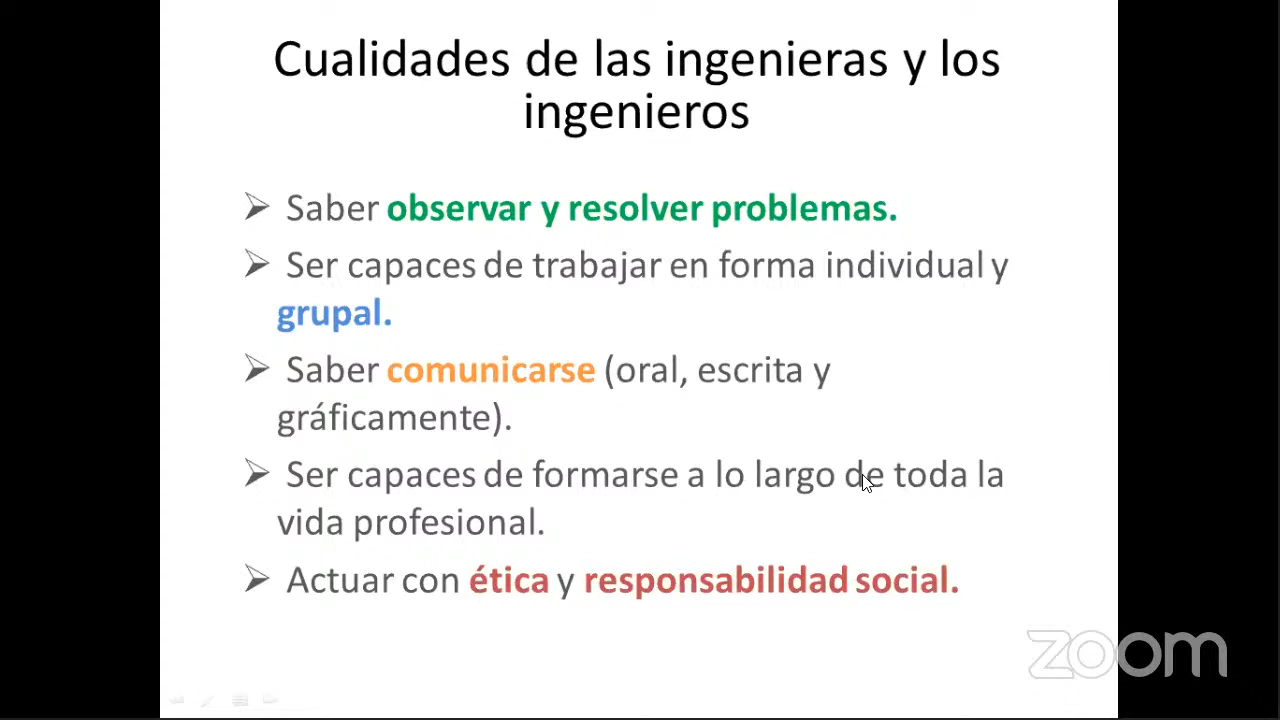 Cualidades de las ingenieras y los
ingenieros
➢ Saber observar y resolver problemas.
➢ Ser capaces de trabajar en forma individual y
grupal.
➢ Saber comunicarse (oral, escrita y
gráficamente).
➢ Ser capaces de formarse a lo largo de toda la
vida profesional.
➢ Actuar con ética y responsabilidad social.
zoom